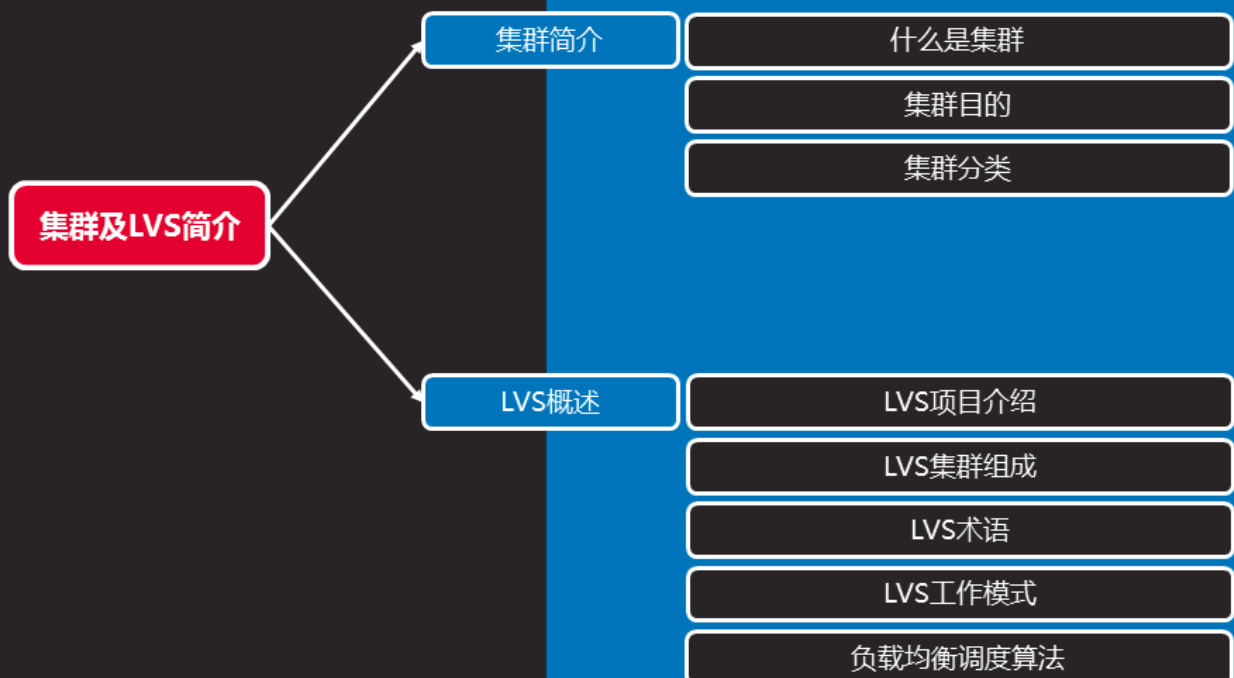 集群及LVS简介
集群简介
什么是集群
集群目的
集群分类
LVS概述
LVS项目介绍
LVS集群组成
LVS术语
LVS工作模式
负载均衡调度算法